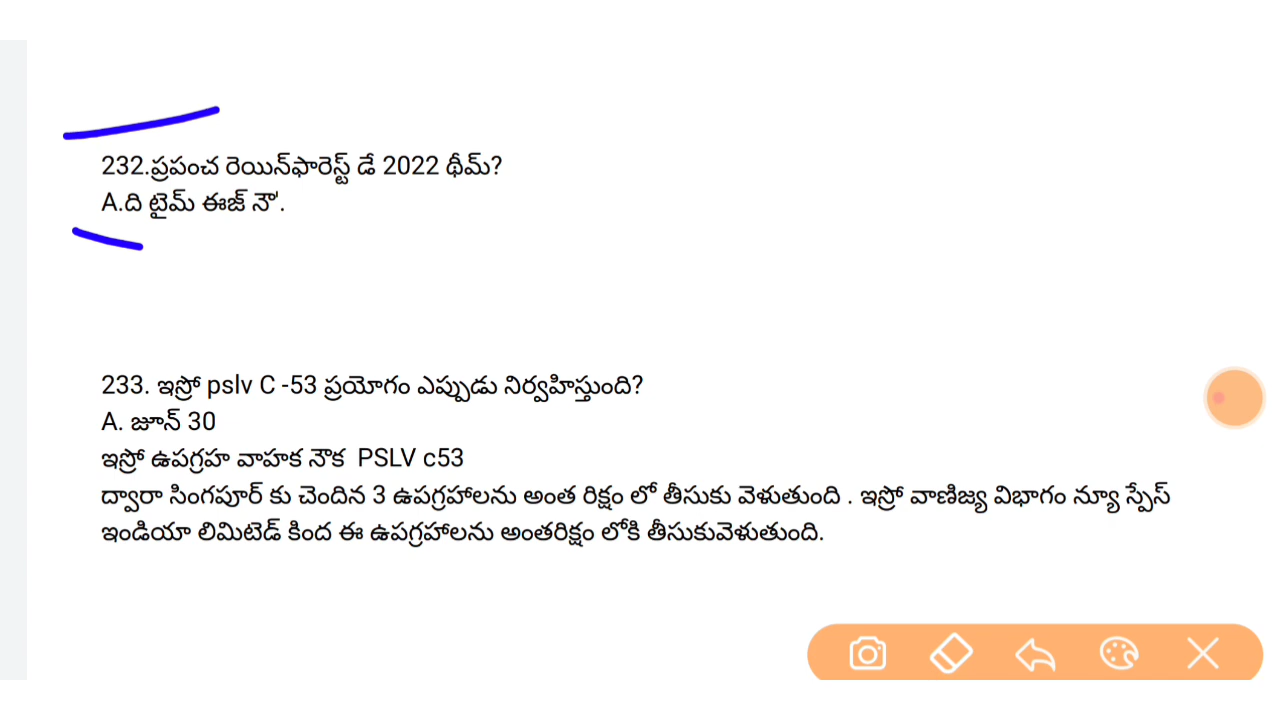 232.ప్రపంచ రెయిన్‌ఫారెస్ట్ డే 2022 థీమ్?
A.ది టైమ్ ఈజ్ నౌ'.
233. ఇస్రో pslv C -53 ప్రయోగం ఎప్పుడు నిర్వహిస్తుంది?
A. జూన్ 30
ఇస్రో ఉపగ్రహ వాహక నౌక PSLV c53
ద్వారా సింగపూర్ కు చెందిన 3 ఉపగ్రహాలను అంత రిక్షం లో తీసుకు వెళుతుంది . ఇస్రో వాణిజ్య విభాగం న్యూ స్పేస్
ఇండియా లిమిటెడ్ కింద ఈ ఉపగ్రహాలను అంతరిక్షం లోకి తీసుకువెళుతుంది.